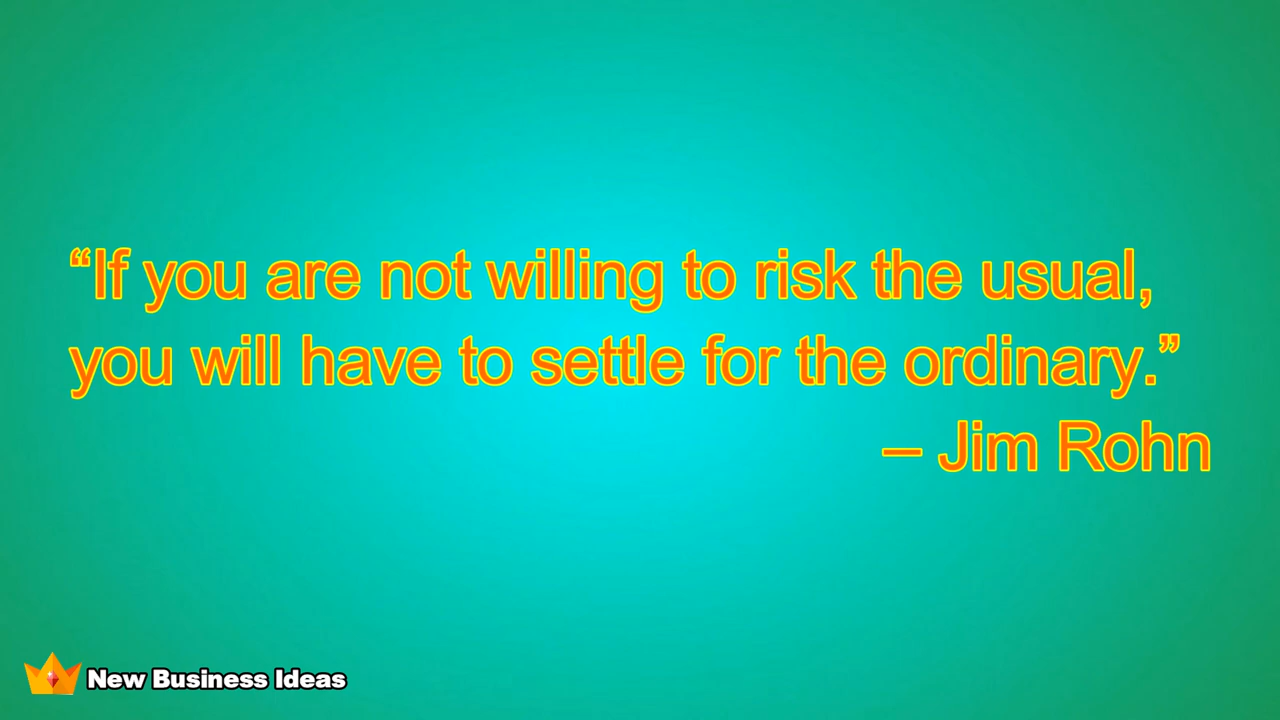 “If you are not willing to risk the usual,
you will have to settle for the ordinary.”
– Jim Rohn
New Business Ideas